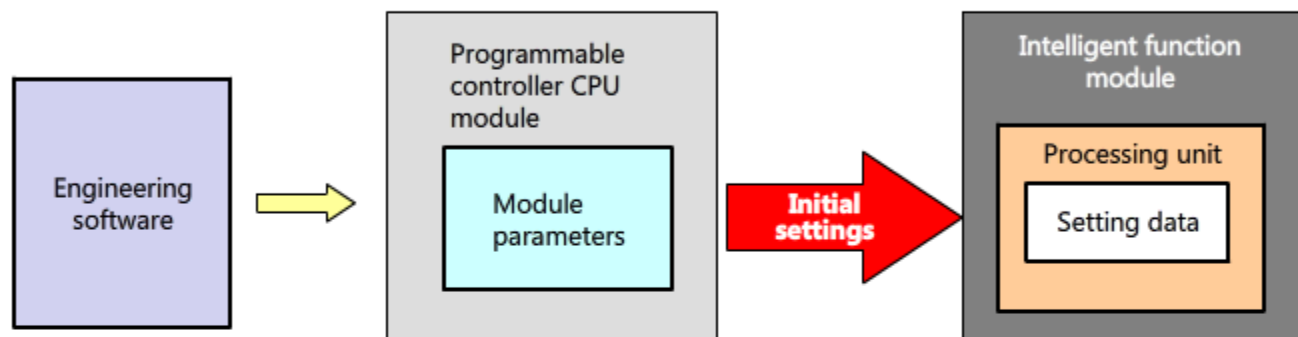 Engineering
software
Programmable
controller CPU
module
Module
parameters
Initial
settings
Intelligent function
module
Processing unit
Setting data